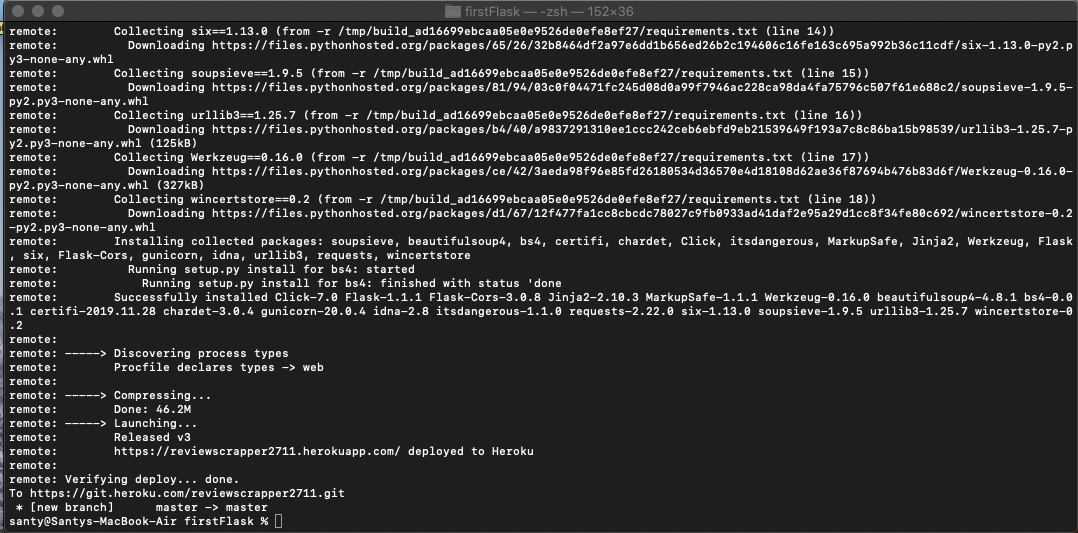 firstFlask — -zsh — 152×36
remote:        Collecting six==1.13.0 (from -r /tmp/build_ad16699ebcaa05e0e9526de0efe8ef27/requirements.txt (line 14))
remote:          Downloading https://files.pythonhosted.org/packages/65/26/32b8464df2a97e6dd1b656ed26b2c194606c16fe163c695a992b36c11cdf/six-1.13.0-py2.
py3-none-any.whl
remote:        Collecting soupsieve==1.9.5 (from -r /tmp/build_ad16699ebcaa05e0e9526de0efe8ef27/requirements.txt (line 15))
remote:          Downloading https://files.pythonhosted.org/packages/81/94/03c0f04471fc245d08d0a99f7946ac228ca98da4fa75796c507f61e688c2/soupsieve-1.9.5-
py2.py3-none-any.whl
remote:        Collecting urllib3==1.25.7 (from -r /tmp/build_ad16699ebcaa05e0e9526de0efe8ef27/requirements.txt (line 16))
remote:          Downloading https://files.pythonhosted.org/packages/b4/40/a9837291310ee1ccc242ceb6ebfd9eb21539649f193a7c8c86ba15b98539/urllib3-1.25.7-p
y2.py3-none-any.whl (125kB)
remote:        Collecting Werkzeug==0.16.0 (from -r /tmp/build_ad16699ebcaa05e0e9526de0efe8ef27/requirements.txt (line 17))
remote:          Downloading https://files.pythonhosted.org/packages/ce/42/3aeda98f96e85fd26180534d36570e4d18108d62ae36f87694b476b83d6f/Werkzeug-0.16.0-
py2.py3-none-any.whl (327kB)
remote:        Collecting wincertstore==0.2 (from -r /tmp/build_ad16699ebcaa05e0e9526de0efe8ef27/requirements.txt (line 18))
remote:          Downloading https://files.pythonhosted.org/packages/d1/67/12f477fa1cc8cbcdc78027c9fb0933ad41daf2e95a29d1cc8f34fe80c692/wincertstore-0.2
-py2.py3-none-any.whl
remote:        Installing collected packages: soupsieve, beautifulsoup4, bs4, certifi, chardet, Click, itsdangerous, MarkupSafe, Jinja2, Werkzeug, Flask
, six, Flask-Cors, gunicorn, idna, urllib3, requests, wincertstore
remote:          Running setup.py install for bs4: started
remote:            Running setup.py install for bs4: finished with status 'done
remote:        Successfully installed Click-7.0 Flask-1.1.1 Flask-Cors-3.0.8 Jinja2-2.10.3 MarkupSafe-1.1.1 Werkzeug-0.16.0 beautifulsoup4-4.8.1 bs4-0.0
.1 certifi-2019.11.28 chardet-3.0.4 gunicorn-20.0.4 idna-2.8 itsdangerous-1.1.0 requests-2.22.0 six-1.13.0 soupsieve-1.9.5 urllib3-1.25.7 wincertstore-0
.2
remote:
remote: -----> Discovering process types
remote:        Procfile declares types -> web
remote:
remote: -----> Compressing...
remote:        Done: 46.2M
remote: -----> Launching...
remote:        Released v3
remote:        https://reviewscrapper2711.herokuapp.com/ deployed to Heroku
remote:
remote: Verifying deploy... done.
To https://git.heroku.com/reviewscrapper2711.git
 * [new branch]      master -> master
santy@Santys-MacBook-Air firstFlask %